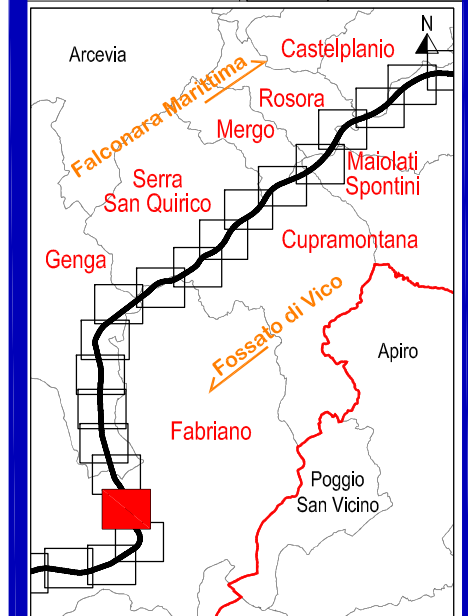 N
Arcevia
Castelplanio
Falconara Marittima
Rosora
Mergo
Maiolati
Spontini
Serra
San Quirico
Cupramontana
Genga
Fossato di Vico
Apiro
Fabriano
Poggio
San Vicino